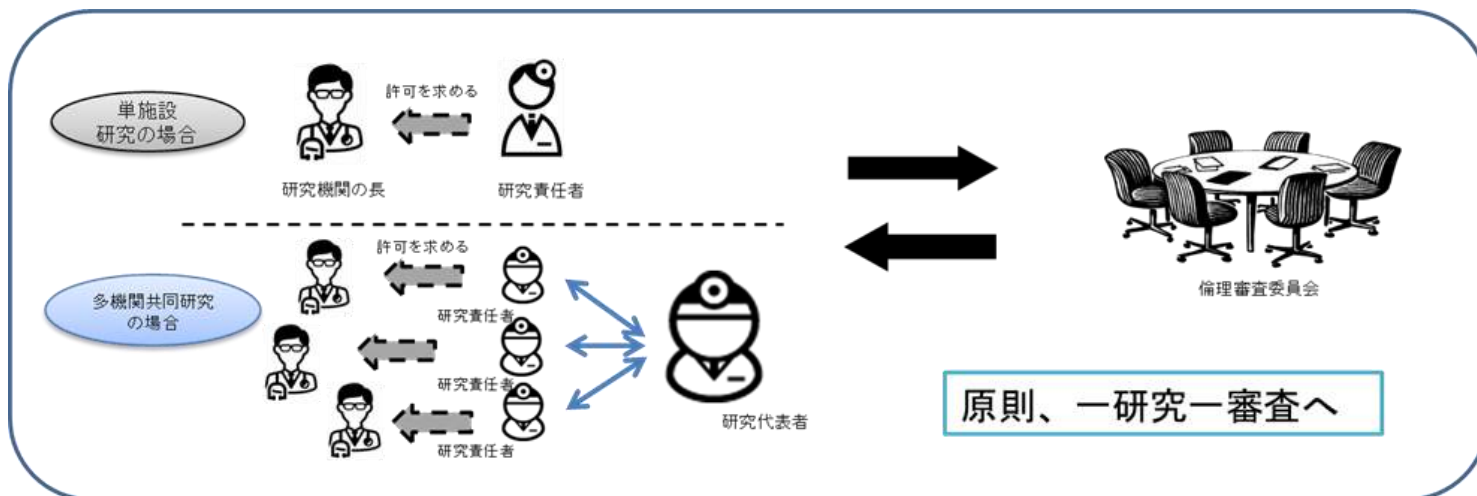 単施設
研究の場合
許可を求める
研究機関の長
研究責任者
多機関共同研究
の場合
許可を求める
研究責任者
研究責任者
研究責任者
研究代表者
倫理審査委員会
原則、一研究一審査へ